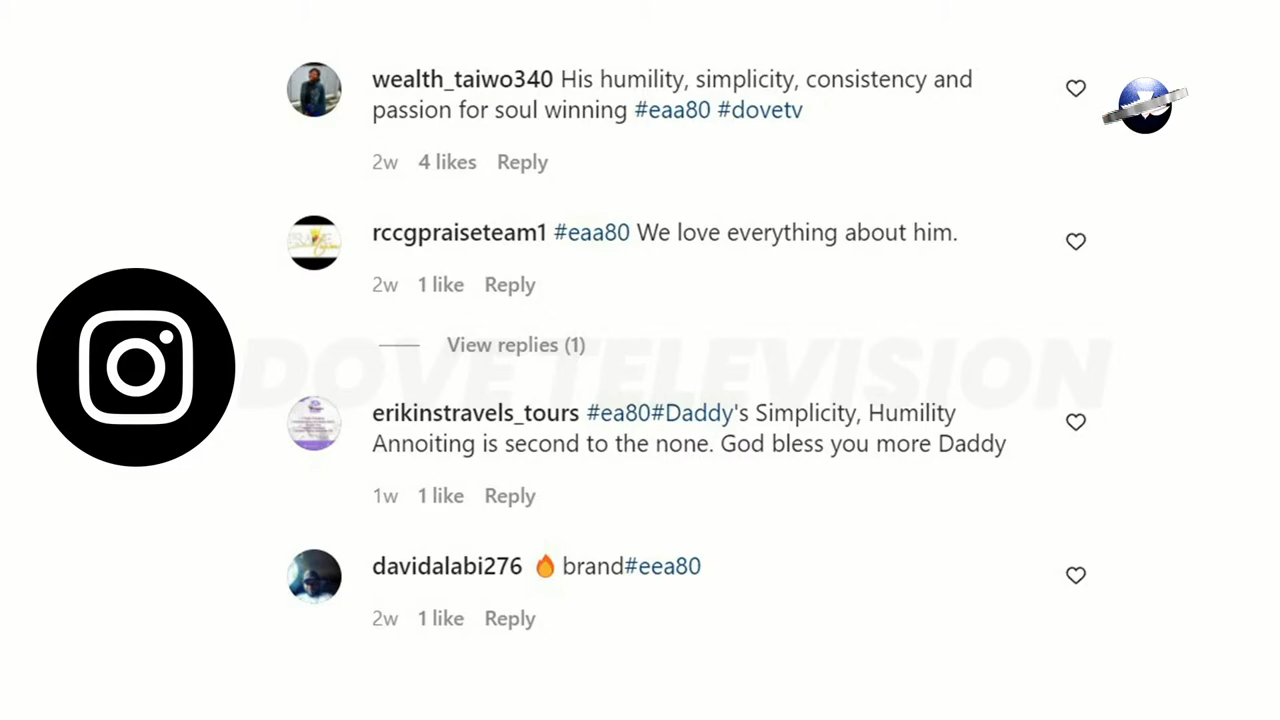 wealth_taiwo340 His humility, simplicity, consistency and
passion for soul winning #eaa80 #dovetv
2w 4 likes Reply
rccgpraiseteam1 #eaa80 We love everything about him.
2w 1 like Reply
View replies (1)
DOVE TELEVISION
erikinstravels_tours #ea80#Daddy's Simplicity, Humility
Annoiting is second to the none. God bless you more Daddy
1w 1 like Reply
davidalabi276 🔥 brand#eea80
2w 1 like Reply